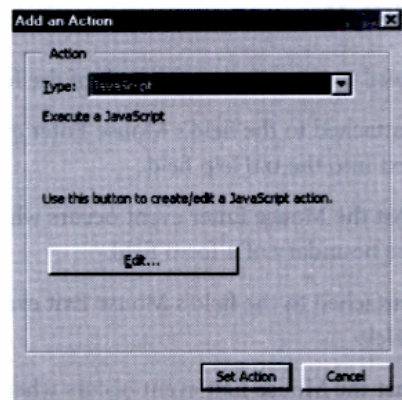 Add an Action
Action
Type: JavaScript
Execute a JavaScript
Use this button to create/edit a JavaScript action.
Edit...
Set Action Cancel